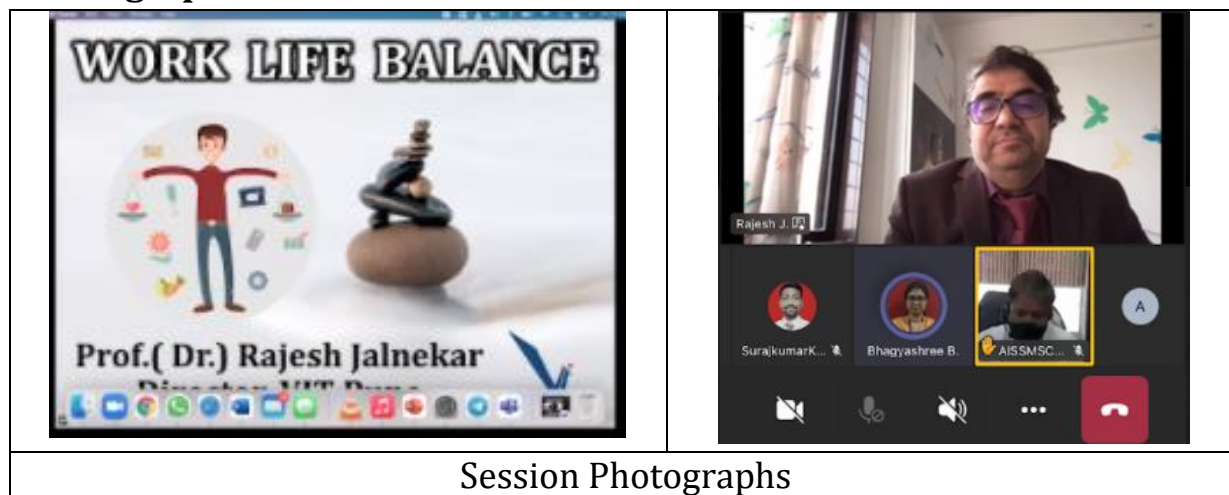 WORK LIFE BALANCE
Prof.( Dr.) Rajesh Jalnekar
Rajesh J.
SurajkumarK...
Bhagyashree B.
AISSMSC...
A
Session Photographs